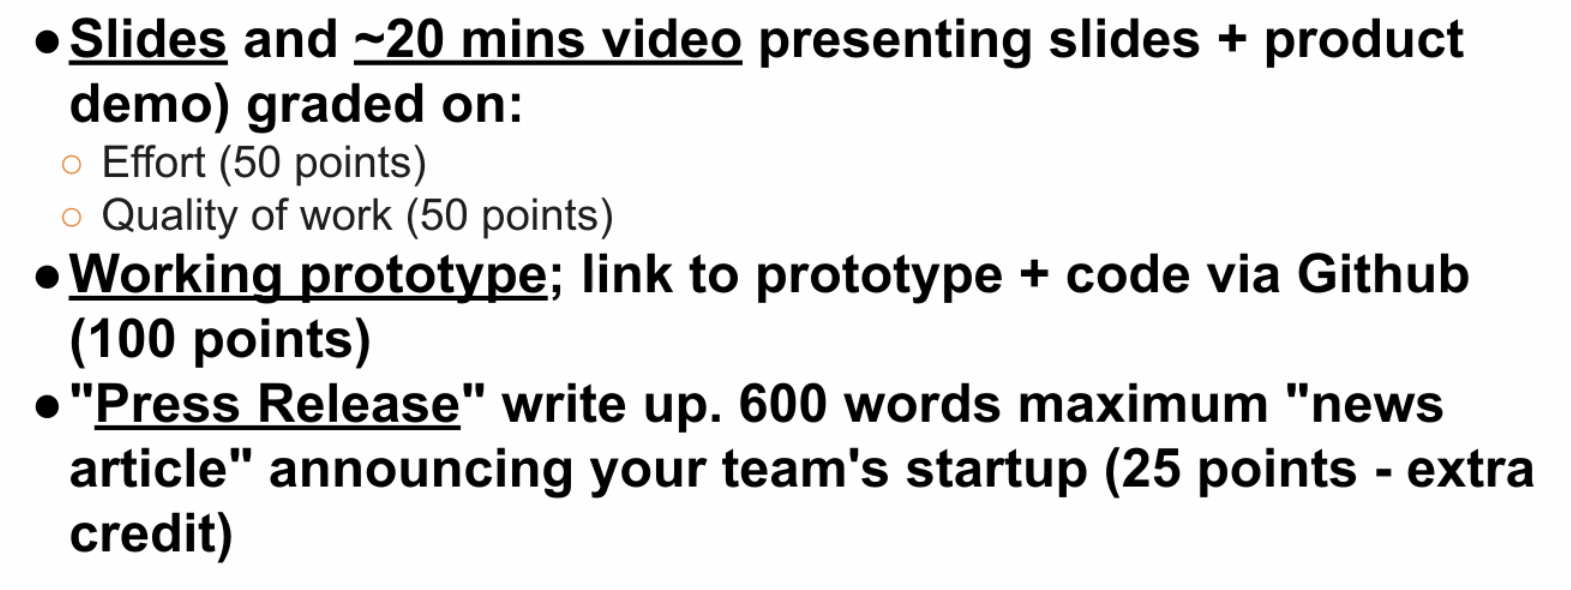 ● Slides and ~20 mins video presenting slides + product
demo) graded on:
○ Effort (50 points)
○ Quality of work (50 points)
● Working prototype; link to prototype + code via Github
(100 points)
● "Press Release" write up. 600 words maximum "news
article" announcing your team's startup (25 points - extra
credit)